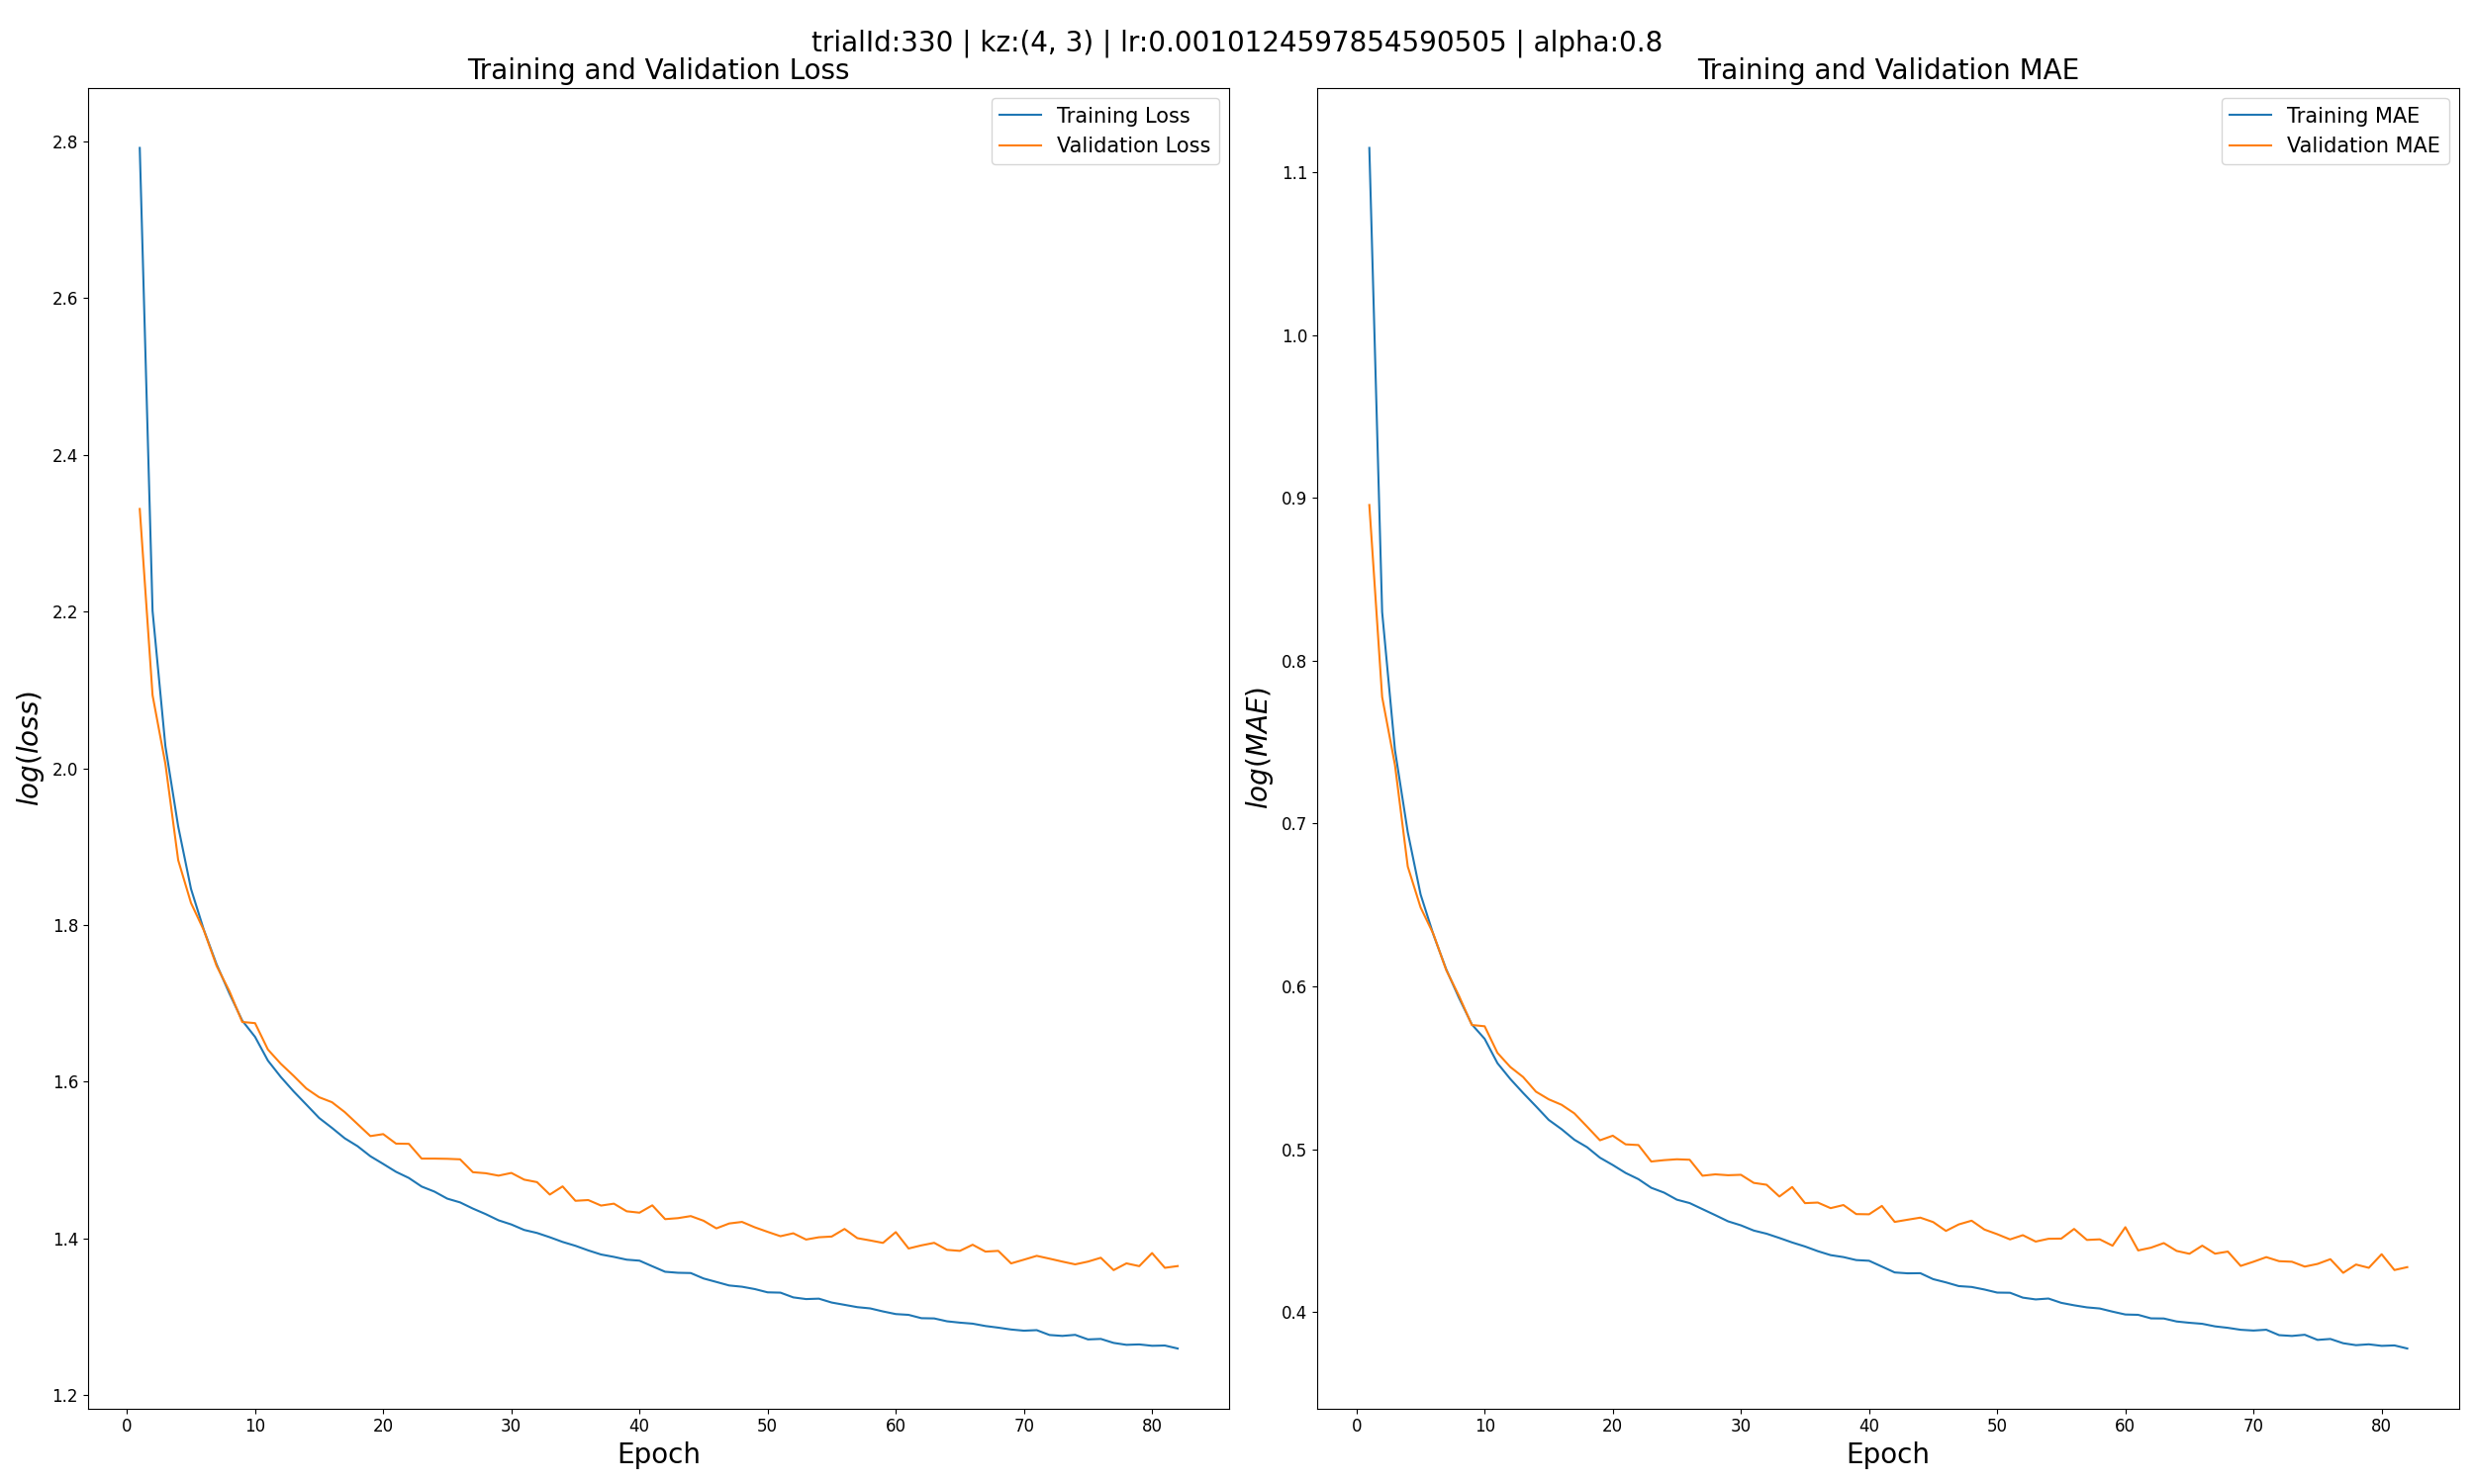 trialId:330 | kz:(4, 3) | lr:0.0010124597854590505 | alpha:0.8
Training and Validation Loss
Training Loss
Validation Loss
2.8
2.6
2.4
2.2
2.0
1.8
1.6
1.4
1.2
log(loss)
0 10 20 30 40 50 60 70 80
Epoch
Training and Validation MAE
Training MAE
Validation MAE
1.1
1.0
0.9
0.8
0.7
0.6
0.5
0.4
log(MAE)
0 10 20 30 40 50 60 70 80
Epoch